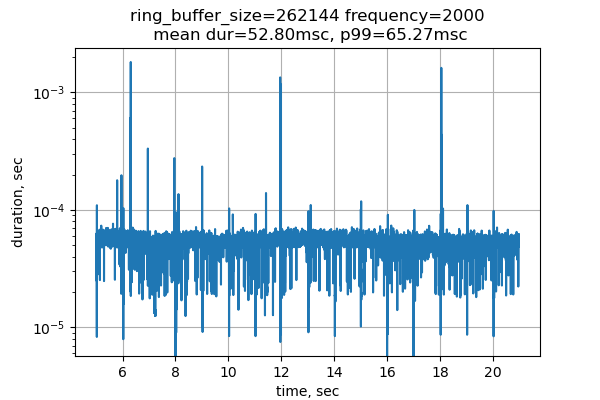 ring_buffer_size=262144 frequency=2000
mean dur=52.80msc, p99=65.27msc
duration, sec
10⁻³
10⁻⁴
10⁻⁵
6 8 10 12 14 16 18 20
time, sec